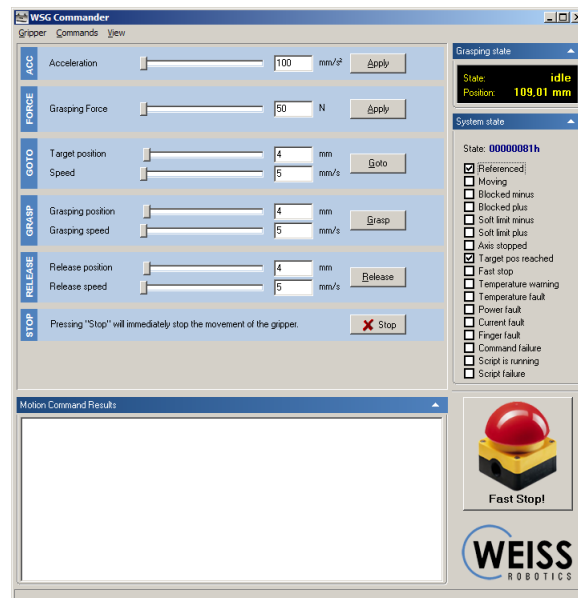 WSG Commander
Gripper Commands View
ACC
Acceleration 100 mm/s² Apply
FORCE
Grasping Force 50 N Apply
GOTO
Target position 4 mm
Speed 5 mm/s
Goto
GRASP
Grasping position 4 mm
Grasping speed 5 mm/s
Grasp
RELEASE
Release position 4 mm
Release speed 5 mm/s
Release
STOP
Pressing "Stop" will immediately stop the movement of the gripper. Stop
Motion Command Results
Grasping state
State: idle
Position: 109,01 mm
System state
State: 00000081h
Referenced
Moving
Blocked minus
Blocked plus
Soft limit minus
Soft limit plus
Axis stopped
Target pos reached
Fast stop
Temperature warning
Temperature fault
Power fault
Current fault
Finger fault
Command failure
Script is running
Script failure
Fast Stop!
WEISS
ROBOTICS